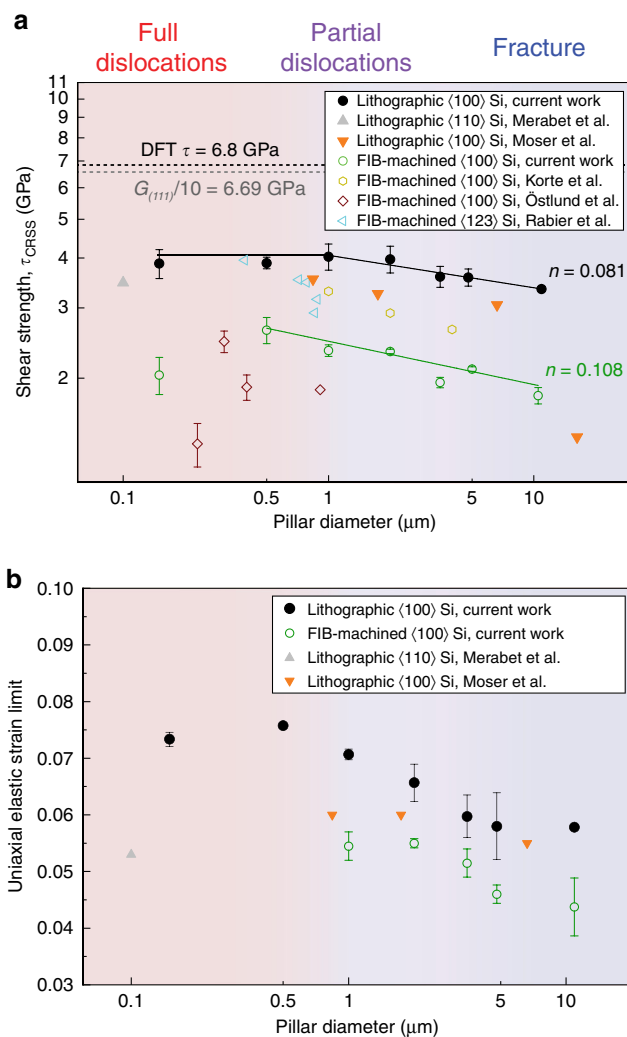 a
Full
dislocations
Partial
dislocations
Fracture
11
9
8
7
6
5
4
3
2
Shear strength, τCRSS (GPa)
Lithographic ⟨100⟩ Si, current work
Lithographic ⟨110⟩ Si, Merabet et al.
Lithographic ⟨100⟩ Si, Moser et al.
FIB-machined ⟨100⟩ Si, current work
FIB-machined ⟨100⟩ Si, Korte et al.
FIB-machined ⟨100⟩ Si, Östlund et al.
FIB-machined ⟨123⟩ Si, Rabier et al.
DFT τ = 6.8 GPa
G(111)/10 = 6.69 GPa
n = 0.081
n = 0.108
0.1 0.5 1 5 10
Pillar diameter (μm)
b
0.10
0.09
0.08
0.07
0.06
0.05
0.04
0.03
Uniaxial elastic strain limit
Lithographic ⟨100⟩ Si, current work
FIB-machined ⟨100⟩ Si, current work
Lithographic ⟨110⟩ Si, Merabet et al.
Lithographic ⟨100⟩ Si, Moser et al.
0.1 0.5 1 5 10
Pillar diameter (μm)